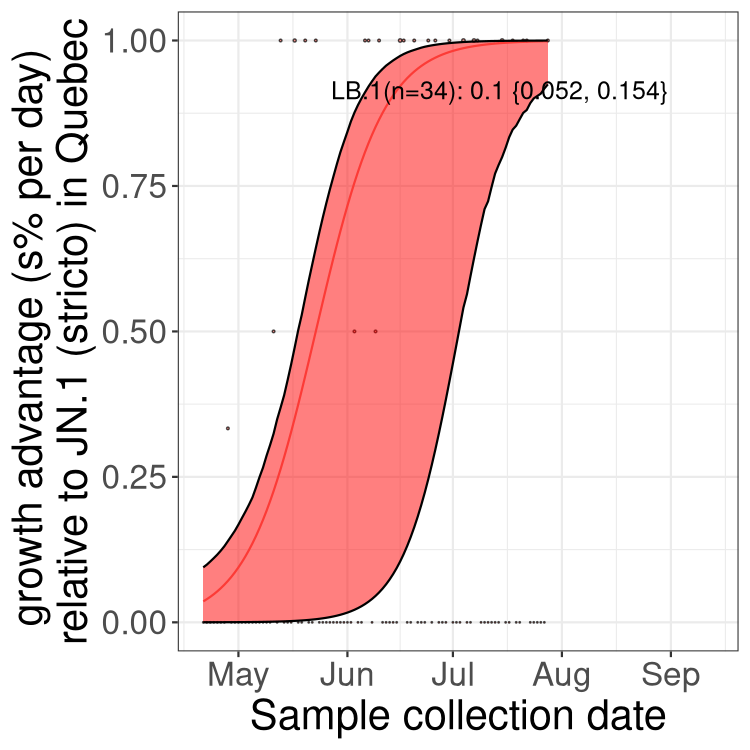 growth advantage (s% per day)
relative to JN.1 (stricto) in Quebec
1.00
0.75
0.50
0.25
0.00
LB.1(n=34): 0.1 {0.052, 0.154}
May Jun Jul Aug Sep
Sample collection date